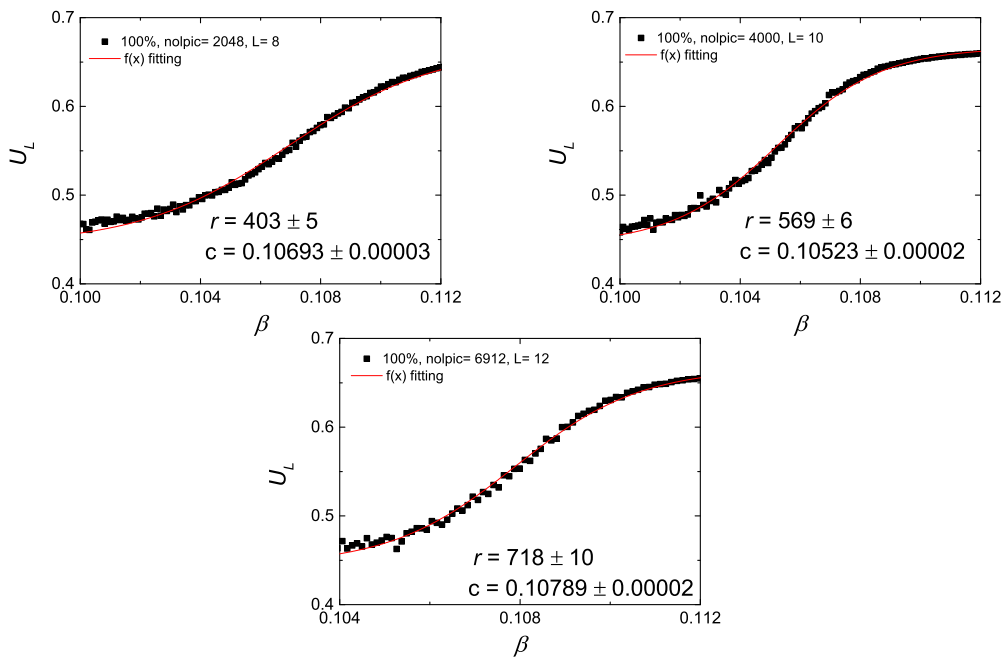 0.7
0.6
0.5
0.4
U_L
100%, nolpic= 2048, L= 8
f(x) fitting
r = 403 ± 5
c = 0.10693 ± 0.00003
0.100 0.104 0.108 0.112
β
0.7
0.6
0.5
0.4
U_L
100%, nolpic= 4000, L= 10
f(x) fitting
r = 569 ± 6
c = 0.10523 ± 0.00002
0.100 0.104 0.108 0.112
β
0.7
0.6
0.5
0.4
U_L
100%, nolpic= 6912, L= 12
f(x) fitting
r = 718 ± 10
c = 0.10789 ± 0.00002
0.104 0.108 0.112
β